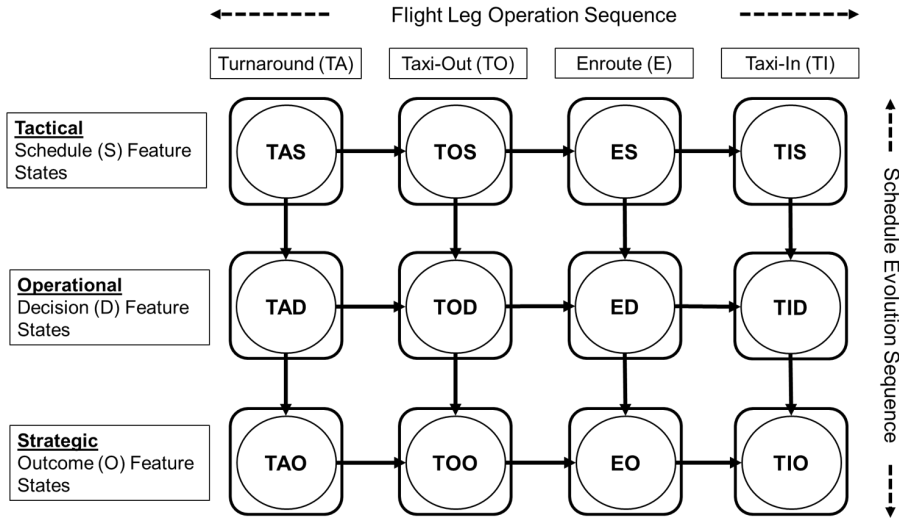 Flight Leg Operation Sequence
Turnaround (TA)
Taxi-Out (TO)
Enroute (E)
Taxi-In (TI)
Tactical
Schedule (S) Feature
States
TAS
TOS
ES
TIS
Operational
Decision (D) Feature
States
TAD
TOD
ED
TID
Strategic
Outcome (O) Feature
States
TAO
TOO
EO
TIO
Schedule Evolution Sequence